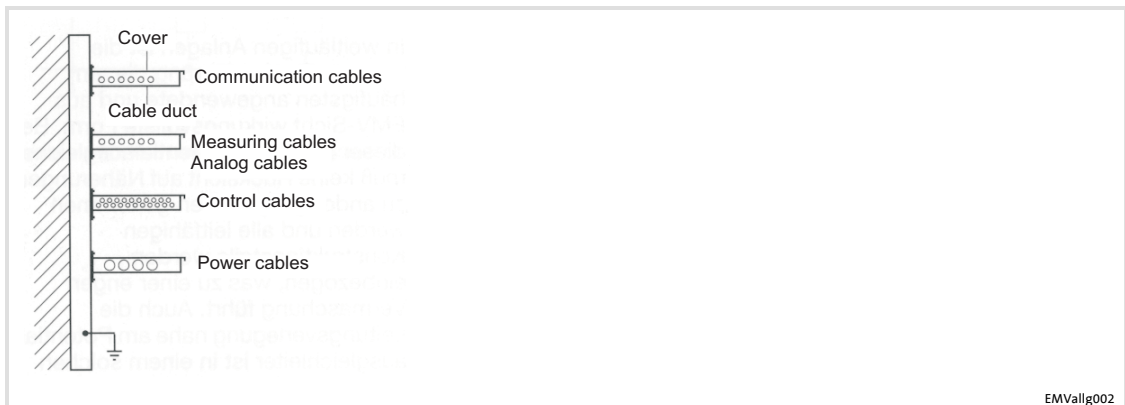 Cover
Communication cables
Cable duct
Measuring cables
Analog cables
Control cables
Power cables
EMVallg002